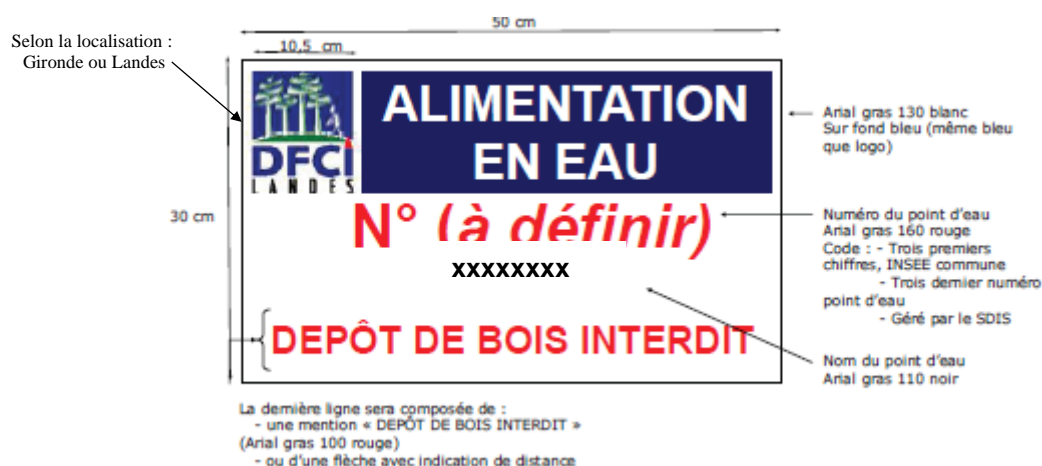 50 cm
Selon la localisation :
Gironde ou Landes
10,5 cm
DFCI
LANDES
ALIMENTATION
EN EAU
Arial gras 130 blanc
Sur fond bleu (même bleu
que logo)
30 cm
N° (à définir)
xxxxxxxx
Numéro du point d'eau
Arial gras 160 rouge
Code : - Trois premiers
chiffres, INSEE commune
- Trois dernier numéro
point d'eau
- Géré par le SDIS
DEPÔT DE BOIS INTERDIT
Nom du point d'eau
Arial gras 110 noir
La dernière ligne sera composée de :
- une mention « DEPÔT DE BOIS INTERDIT »
(Arial gras 100 rouge)
- ou d'une flèche avec indication de distance